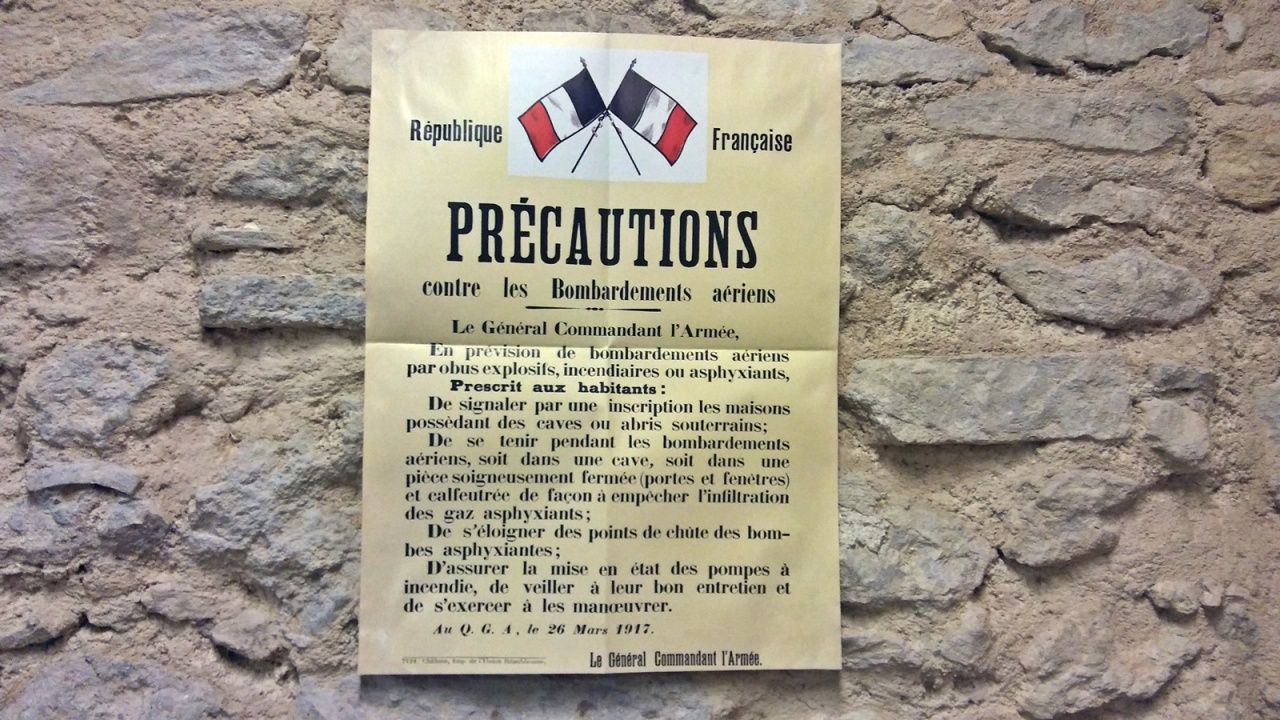 République Française
PRÉCAUTIONS
contre les Bombardements aériens
Le Général Commandant l'Armée,
En prévision de bombardements aériens
par obus explosifs, incendiaires ou asphyxiants,
Prescrit aux habitants :
De signaler par une inscription les maisons
possèdant des caves ou abris souterrains;
De se tenir pendant les bombardements
aériens, soit dans une cave, soit dans une
pièce soigneusement fermée (portes et fenêtres)
et calfeutrée de façon à empêcher l'infiltration
des gaz asphyxiants;
De s'éloigner des points de chûte des bom-
bes asphyxiantes;
D'assurer la mise en état des pompes à
incendie, de veiller à leur bon entretien et
de s'exercer à les manœuvrer.
Au Q. G. A, le 26 Mars 1917.
Imp. de l'Union Républicaine.
Le Général Commandant l'Armée.